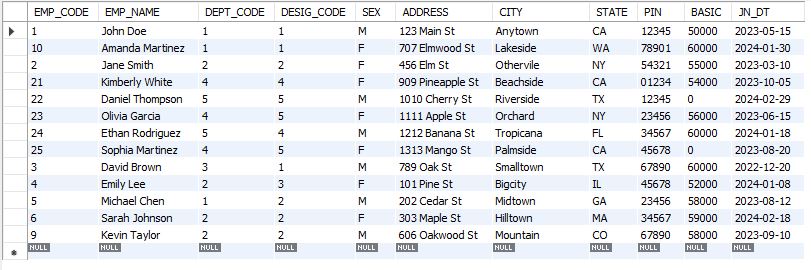 EMP_CODE EMP_NAME DEPT_CODE DESIG_CODE SEX ADDRESS CITY STATE PIN BASIC JN_DT
1 John Doe 1 1 M 123 Main St Anytown CA 12345 50000 2023-05-15
10 Amanda Martinez 1 1 F 707 Elmwood St Lakeside WA 78901 60000 2024-01-30
2 Jane Smith 2 2 F 456 Elm St Otherville NY 54321 55000 2023-03-10
21 Kimberly White 4 4 F 909 Pineapple St Beachside CA 01234 54000 2023-10-05
22 Daniel Thompson 5 5 M 1010 Cherry St Riverside TX 12345 0 2024-02-29
23 Olivia Garcia 4 5 F 1111 Apple St Orchard NY 23456 56000 2023-06-15
24 Ethan Rodriguez 5 4 M 1212 Banana St Tropicana FL 34567 60000 2024-01-18
25 Sophia Martinez 4 5 F 1313 Mango St Palmside CA 45678 0 2023-08-20
3 David Brown 3 1 M 789 Oak St Smalltown TX 67890 60000 2022-12-20
4 Emily Lee 2 3 F 101 Pine St Bigcity IL 45678 52000 2024-01-08
5 Michael Chen 1 2 M 202 Cedar St Midtown GA 23456 58000 2023-08-12
6 Sarah Johnson 2 2 F 303 Maple St Hilltown MA 34567 59000 2024-02-18
9 Kevin Taylor 2 2 M 606 Oakwood St Mountain CO 67890 58000 2023-09-10
NULL NULL NULL NULL NULL NULL NULL NULL NULL NULL NULL